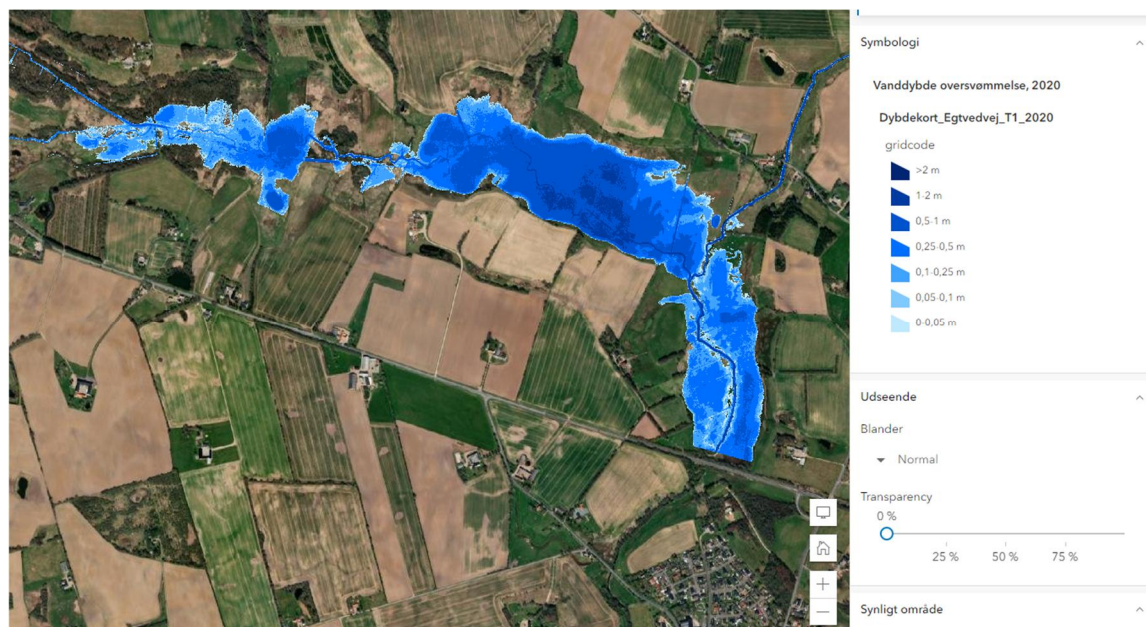 Symbologi
Vanddybde oversvømmelse, 2020
Dybdekort_Egtvedvej_T1_2020
gridcode
>2 m
1-2 m
0,5-1 m
0,25-0,5 m
0,1-0,25 m
0,05-0,1 m
0-0,05 m
Udseende
Blander
Normal
Transparency
0 %
25 % 50 % 75 %
Synligt område